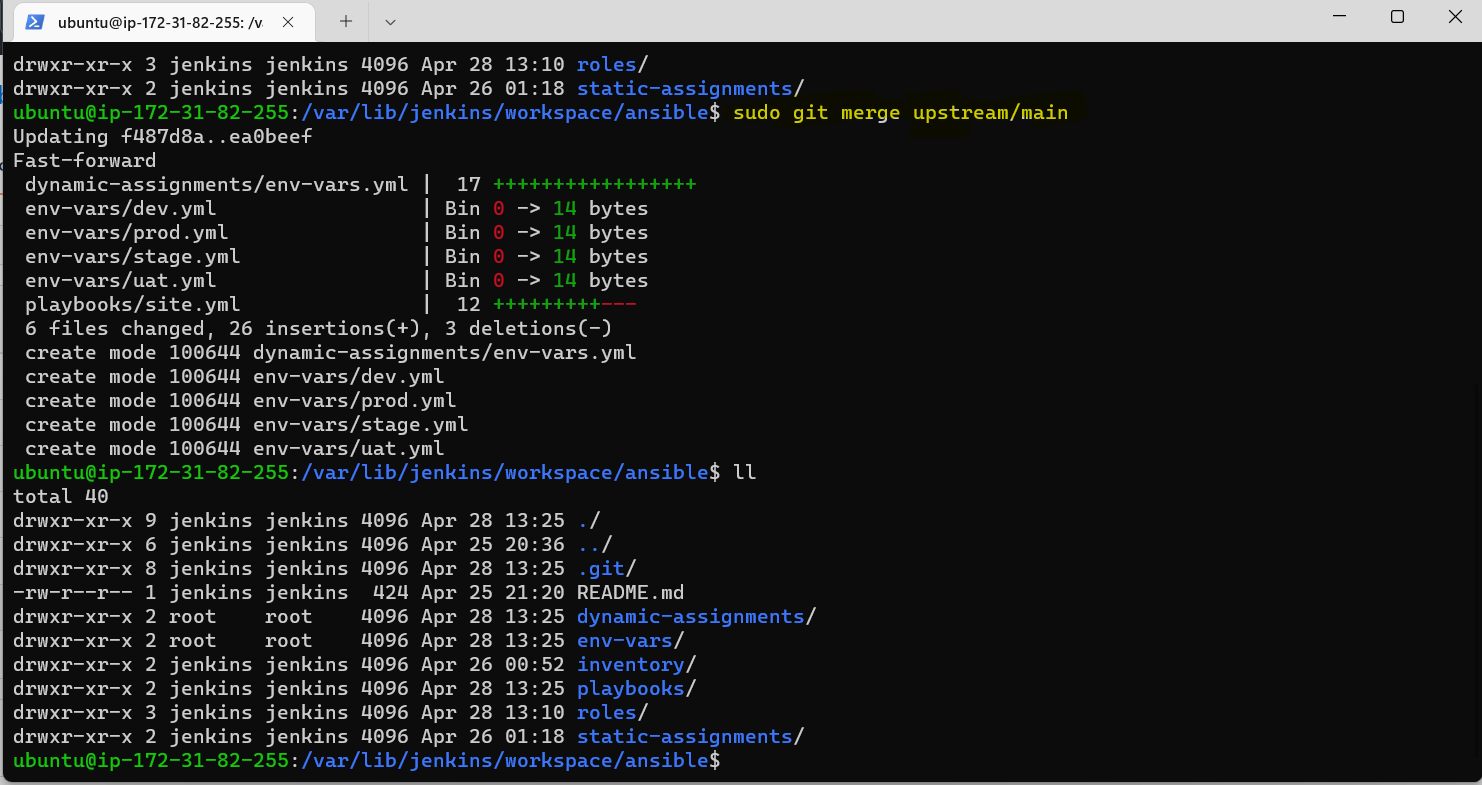 ubuntu@ip-172-31-82-255: /va
drwxr-xr-x 3 jenkins jenkins 4096 Apr 28 13:10 roles/
drwxr-xr-x 2 jenkins jenkins 4096 Apr 26 01:18 static-assignments/
ubuntu@ip-172-31-82-255:/var/lib/jenkins/workspace/ansible$ sudo git merge upstream/main
Updating f487d8a..ea0beef
Fast-forward
 dynamic-assignments/env-vars.yml |  17 +++++++++++++++++
 env-vars/dev.yml                 | Bin 0 -> 14 bytes
 env-vars/prod.yml                | Bin 0 -> 14 bytes
 env-vars/stage.yml               | Bin 0 -> 14 bytes
 env-vars/uat.yml                 | Bin 0 -> 14 bytes
 playbooks/site.yml               |  12 +++++++++---
 6 files changed, 26 insertions(+), 3 deletions(-)
 create mode 100644 dynamic-assignments/env-vars.yml
 create mode 100644 env-vars/dev.yml
 create mode 100644 env-vars/prod.yml
 create mode 100644 env-vars/stage.yml
 create mode 100644 env-vars/uat.yml
ubuntu@ip-172-31-82-255:/var/lib/jenkins/workspace/ansible$ ll
total 40
drwxr-xr-x 9 jenkins jenkins 4096 Apr 28 13:25 ./
drwxr-xr-x 6 jenkins jenkins 4096 Apr 25 20:36 ../
drwxr-xr-x 8 jenkins jenkins 4096 Apr 28 13:25 .git/
-rw-r--r-- 1 jenkins jenkins  424 Apr 25 21:20 README.md
drwxr-xr-x 2 root    root    4096 Apr 28 13:25 dynamic-assignments/
drwxr-xr-x 2 root    root    4096 Apr 28 13:25 env-vars/
drwxr-xr-x 2 jenkins jenkins 4096 Apr 26 00:52 inventory/
drwxr-xr-x 2 jenkins jenkins 4096 Apr 28 13:25 playbooks/
drwxr-xr-x 3 jenkins jenkins 4096 Apr 28 13:10 roles/
drwxr-xr-x 2 jenkins jenkins 4096 Apr 26 01:18 static-assignments/
ubuntu@ip-172-31-82-255:/var/lib/jenkins/workspace/ansible$